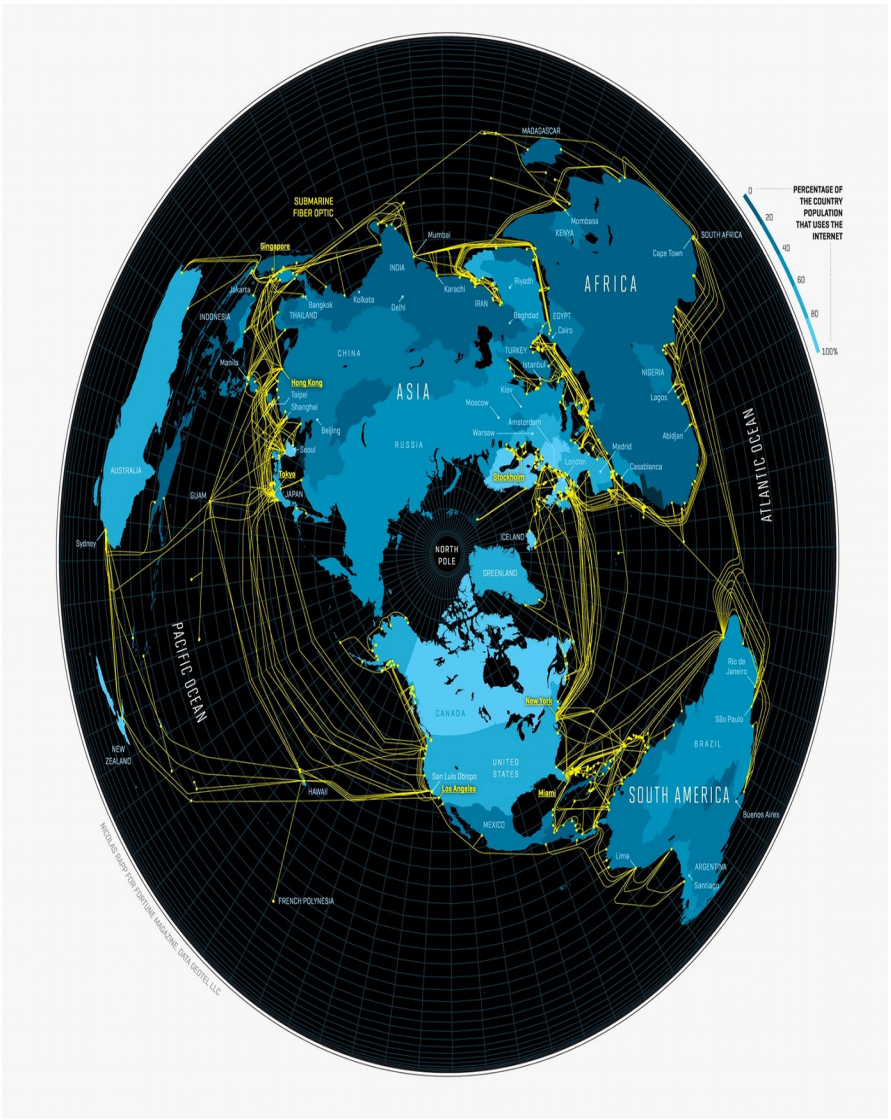 MADAGASCAR
SUBMARINE
FIBER OPTIC
0
PERCENTAGE OF
THE COUNTRY
POPULATION
THAT USES THE
INTERNET
20
40
60
80
100%
Mombasa
KENYA
SOUTH AFRICA
Cape Town
Singapore
Mumbai
INDIA
Karachi
IRAN
Riyadh
AFRICA
Jakarta
INDONESIA
Bangkok
THAILAND
Kolkata
Delhi
Baghdad
EGYPT
Cairo
CHINA
TURKEY
Istanbul
Manila
NIGERIA
Lagos
Hong Kong
Taipei
Shanghai
ASIA
Kiev
Moscow
Amsterdam
Warsaw
Abidjan
Beijing
RUSSIA
Seoul
Madrid
London
Casablanca
AUSTRALIA
Tokyo
JAPAN
Stockholm
GUAM
ATLANTIC OCEAN
Sydney
ICELAND
NORTH
POLE
GREENLAND
PACIFIC OCEAN
Rio de
Janeiro
New York
CANADA
São Paulo
NEW
ZEALAND
BRAZIL
UNITED
STATES
San Luis Obispo
Los Angeles
HAWAII
Miami
SOUTH AMERICA
Buenos Aires
MEXICO
Lima
ARGENTINA
Santiago
FRENCH POLYNESIA
NICOLAS RAPP FOR FORTUNE MAGAZINE. DATA GEOTEL LLC